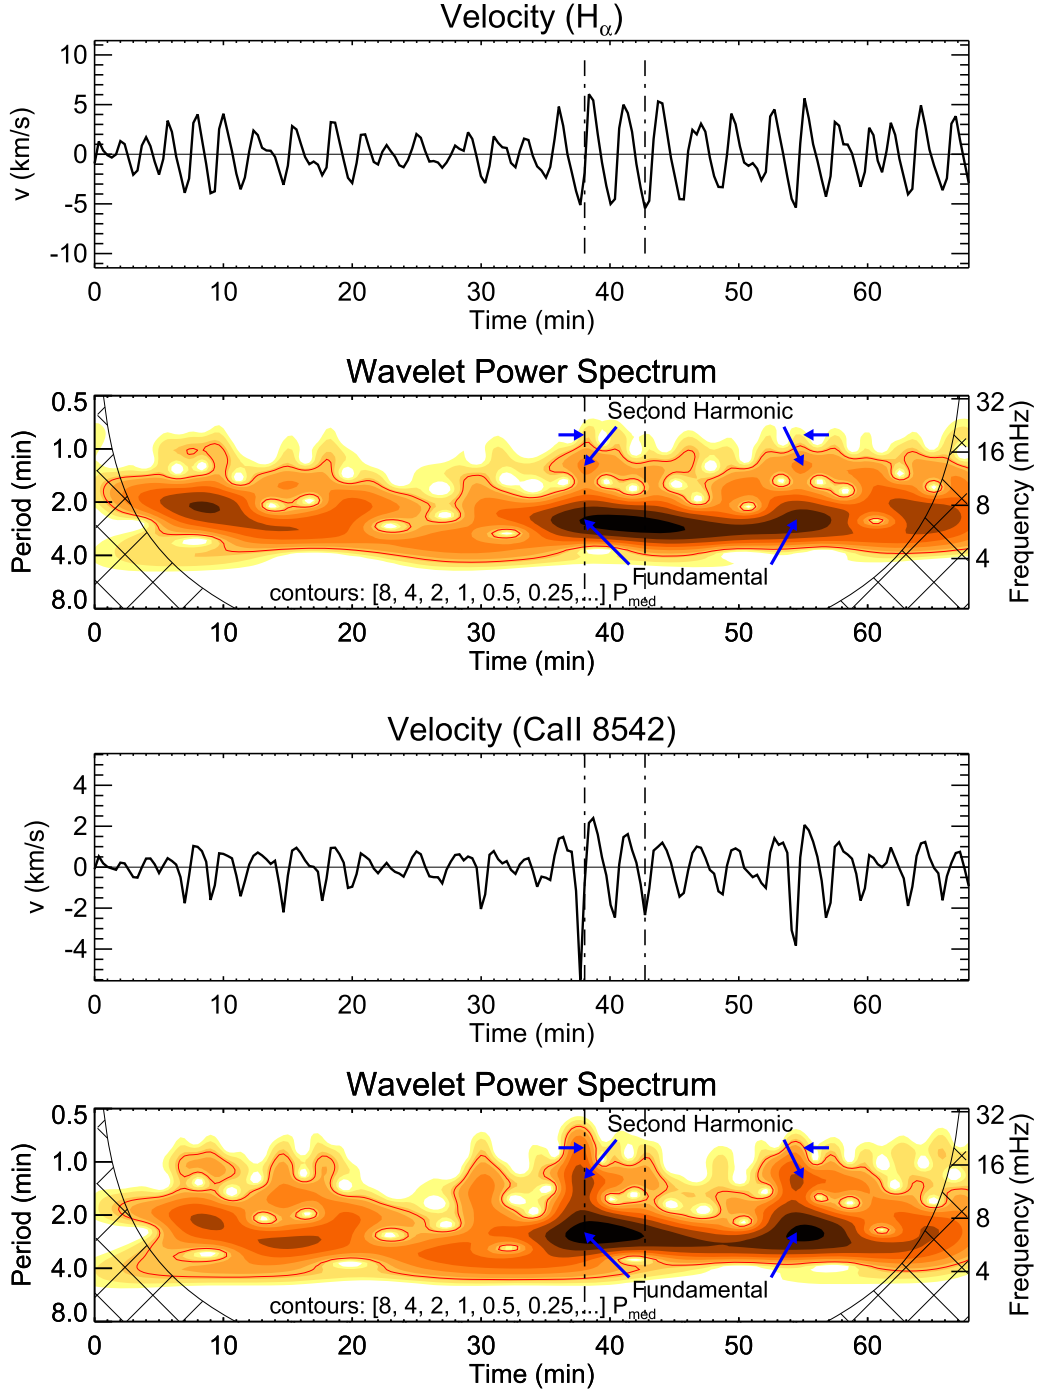 Velocity (Hα)
v (km/s)
10
5
0
-5
-10
0 10 20 30 40 50 60
Time (min)
Wavelet Power Spectrum
Period (min)
0.5
1.0
2.0
4.0
8.0
Second Harmonic
Fundamental
contours: [8, 4, 2, 1, 0.5, 0.25,...] Pmed
32
16
8
4
Frequency (mHz)
0 10 20 30 40 50 60
Time (min)
Velocity (CaII 8542)
v (km/s)
4
2
0
-2
-4
0 10 20 30 40 50 60
Time (min)
Wavelet Power Spectrum
Period (min)
0.5
1.0
2.0
4.0
8.0
Second Harmonic
Fundamental
contours: [8, 4, 2, 1, 0.5, 0.25,...] Pmed
32
16
8
4
Frequency (mHz)
0 10 20 30 40 50 60
Time (min)